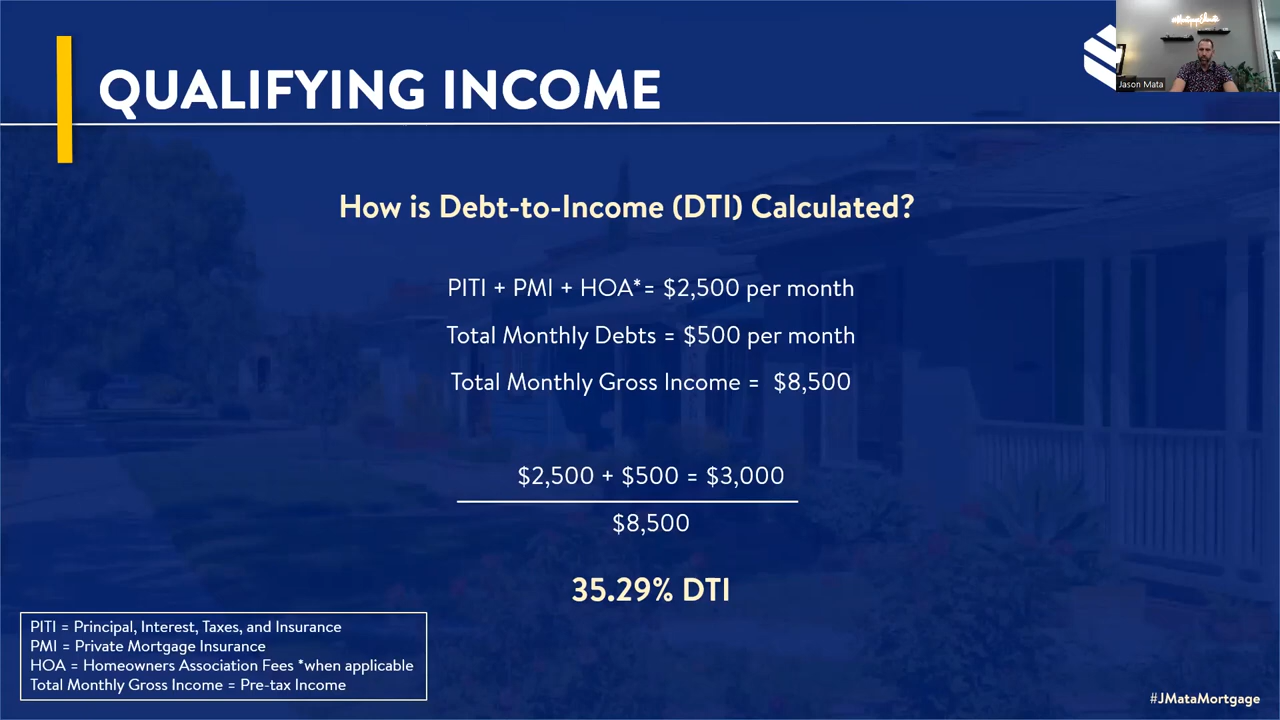 QUALIFYING INCOME
Jason Mata
How is Debt-to-Income (DTI) Calculated?
PITI + PMI + HOA*= $2,500 per month
Total Monthly Debts = $500 per month
Total Monthly Gross Income = $8,500
$2,500 + $500 = $3,000
$8,500
35.29% DTI
PITI = Principal, Interest, Taxes, and Insurance
PMI = Private Mortgage Insurance
HOA = Homeowners Association Fees *when applicable
Total Monthly Gross Income = Pre-tax Income
#JMataMortgage